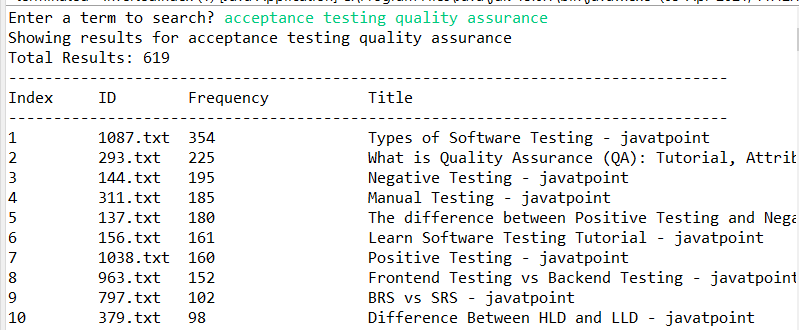 Enter a term to search? acceptance testing quality assurance
Showing results for acceptance testing quality assurance
Total Results: 619
--------------------------------------------------------------------------------
Index ID Frequency Title
--------------------------------------------------------------------------------
1 1087.txt 354 Types of Software Testing - javatpoint
2 293.txt 225 What is Quality Assurance (QA): Tutorial, Attrib
3 144.txt 195 Negative Testing - javatpoint
4 311.txt 185 Manual Testing - javatpoint
5 137.txt 180 The difference between Positive Testing and Nega
6 156.txt 161 Learn Software Testing Tutorial - javatpoint
7 1038.txt 160 Positive Testing - javatpoint
8 963.txt 152 Frontend Testing vs Backend Testing - javatpoint
9 797.txt 102 BRS vs SRS - javatpoint
10 379.txt 98 Difference Between HLD and LLD - javatpoint